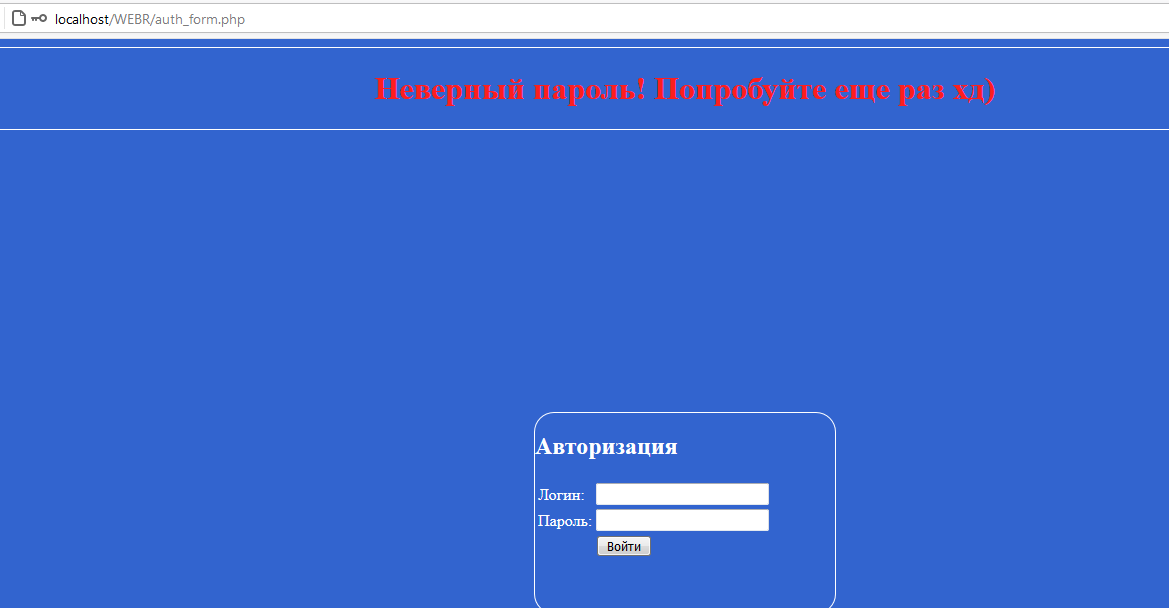 localhost/WEBR/auth_form.php
Неверный пароль! Попробуйте еще раз хд)
Авторизация
Логин:
Пароль:
Войти